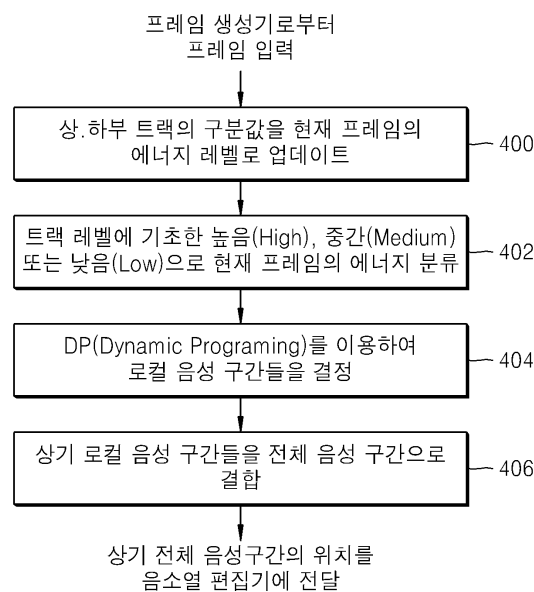 프레임 생성기로부터
프레임 입력
상.하부 트랙의 구분값을 현재 프레임의
에너지 레벨로 업데이트
400
트랙 레벨에 기초한 높음(High), 중간(Medium)
또는 낮음(Low)으로 현재 프레임의 에너지 분류
402
DP(Dynamic Programing)를 이용하여
로컬 음성 구간들을 결정
404
상기 로컬 음성 구간들을 전체 음성 구간으로
결합
406
상기 전체 음성구간의 위치를
음소열 편집기에 전달